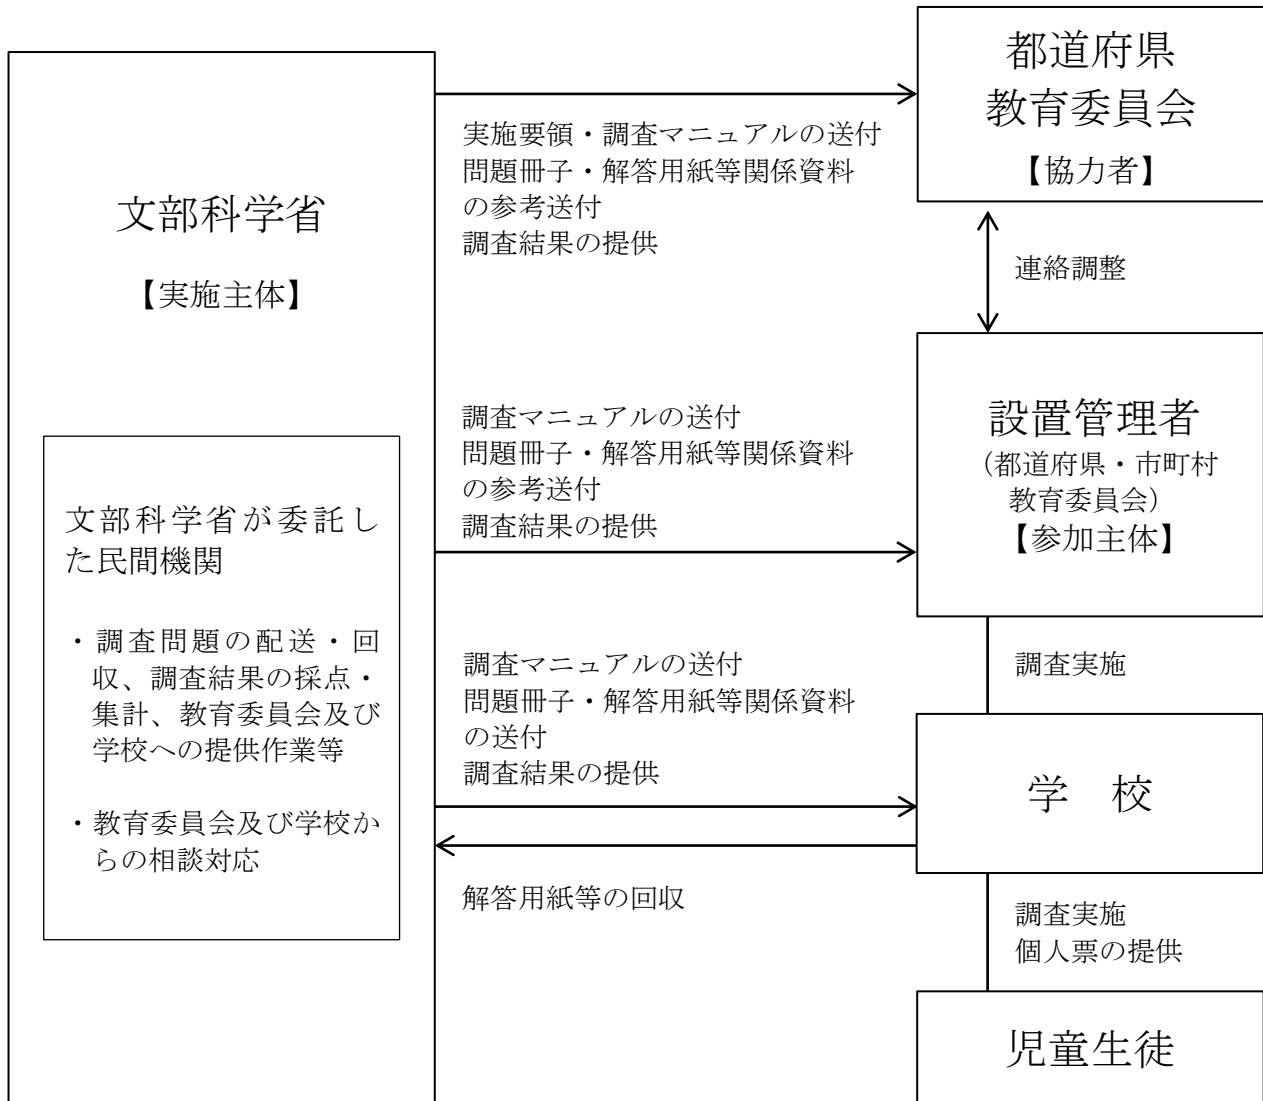 文部科学省
【実施主体】
文部科学省が委託し
た民間機関
・調査問題の配送・回
収、調査結果の採点・
集計、教育委員会及び
学校への提供作業等
・教育委員会及び学校か
らの相談対応
実施要領・調査マニュアルの送付
問題冊子・解答用紙等関係資料
の参考送付
調査結果の提供
都道府県
教育委員会
【協力者】
連絡調整
調査マニュアルの送付
問題冊子・解答用紙等関係資料
の参考送付
調査結果の提供
設置管理者
（都道府県・市町村
教育委員会）
【参加主体】
調査実施
調査マニュアルの送付
問題冊子・解答用紙等関係資料
の送付
調査結果の提供
学　校
解答用紙等の回収
調査実施
個人票の提供
児童生徒